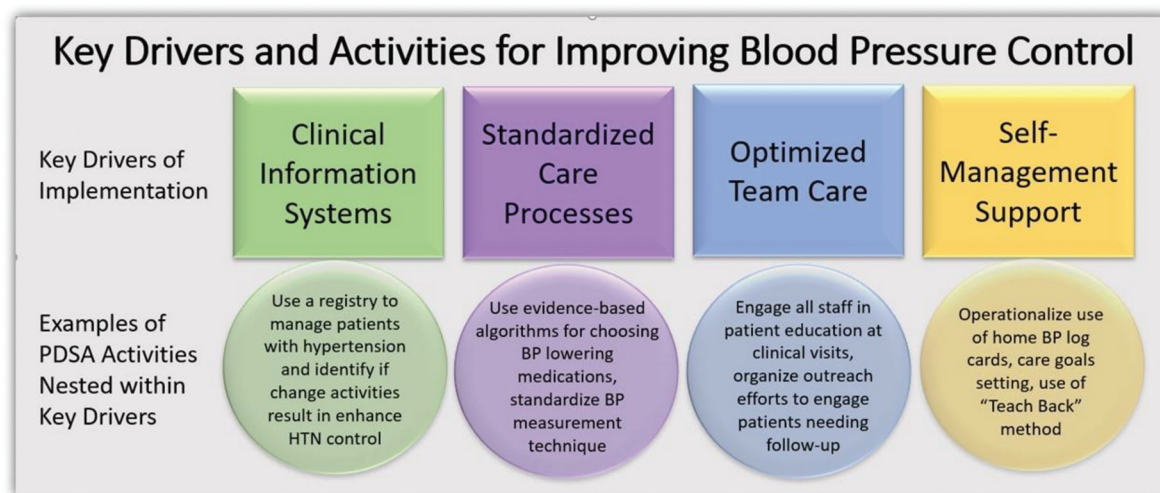 Key Drivers and Activities for Improving Blood Pressure Control
Key Drivers of
Implementation
Clinical
Information
Systems
Standardized
Care
Processes
Optimized
Team Care
Self-
Management
Support
Examples of
PDSA Activities
Nested within
Key Drivers
Use a registry to
manage patients
with hypertension
and identify if
change activities
result in enhance
HTN control
Use evidence-based
algorithms for choosing
BP lowering
medications,
standardize BP
measurement
technique
Engage all staff in
patient education at
clinical visits,
organize outreach
efforts to engage
patients needing
follow-up
Operationalize use
of home BP log
cards, care goals
setting, use of
“Teach Back”
method